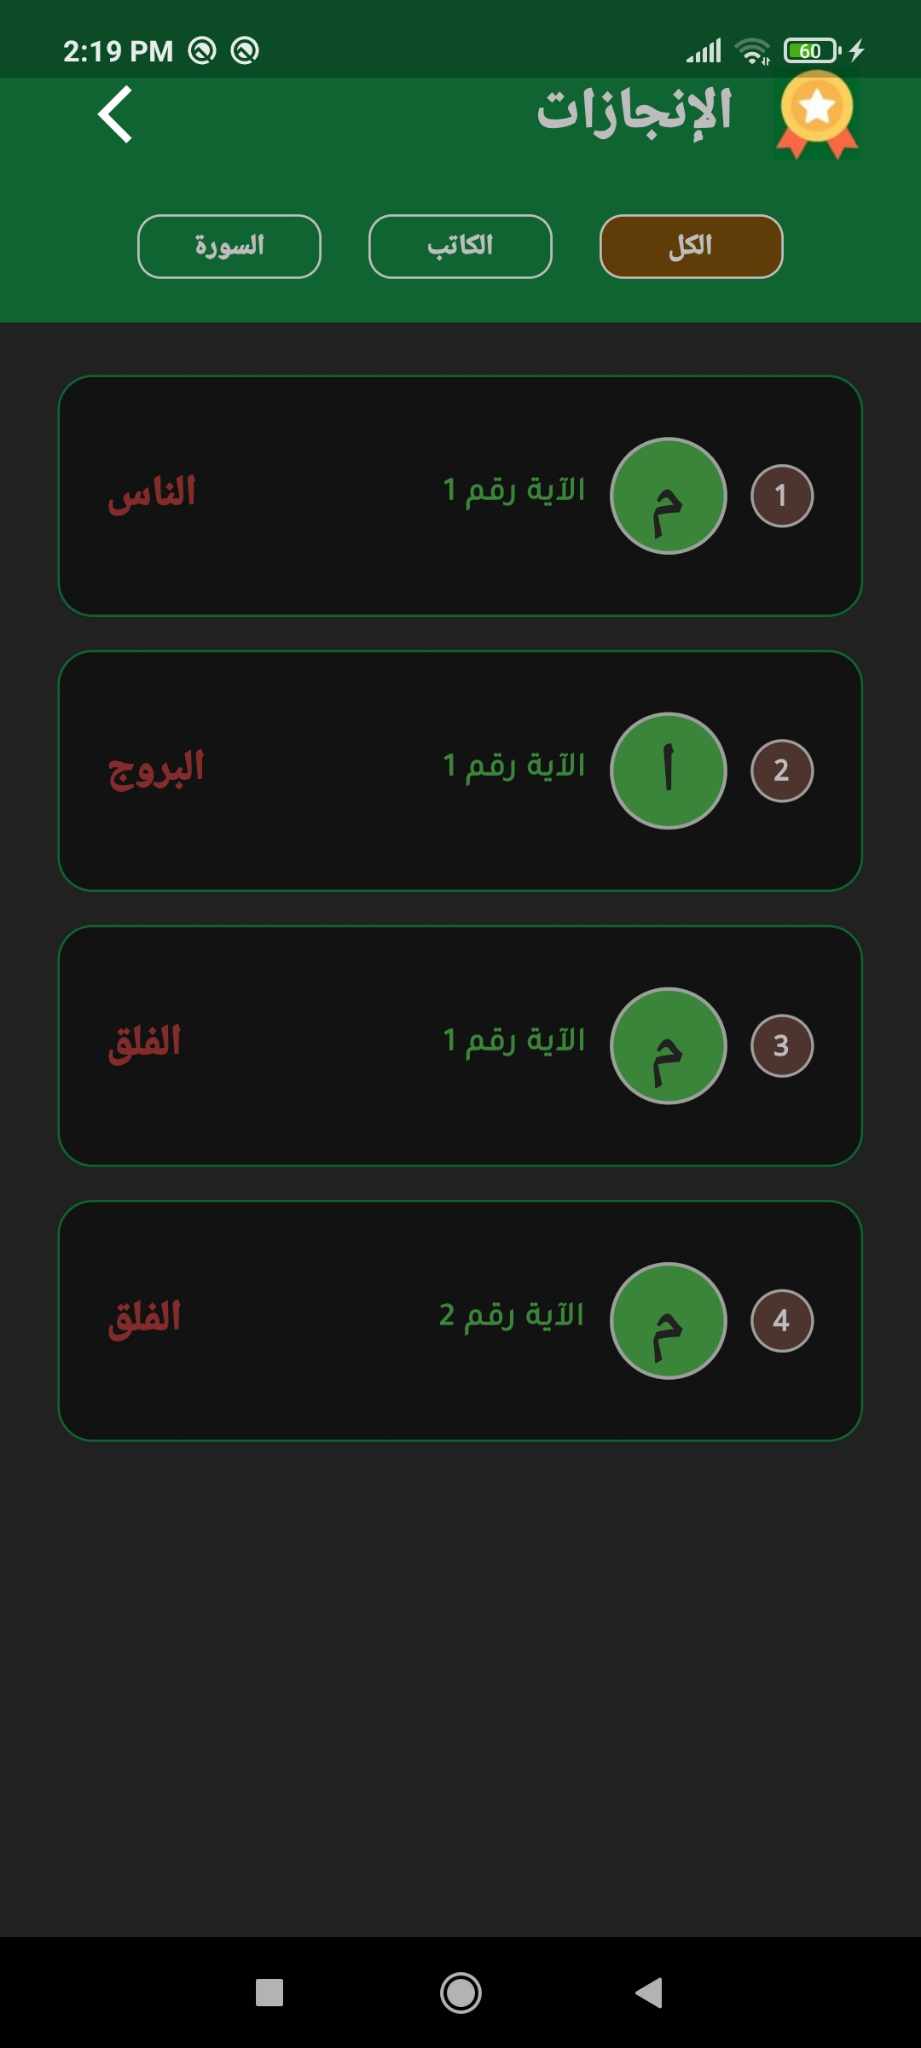 2:19 PM 60
الإنجازات
الكل الكاتب السورة
1 م الآية رقم 1 الناس
2 أ الآية رقم 1 البروج
3 م الآية رقم 1 الفلق
4 م الآية رقم 2 الفلق